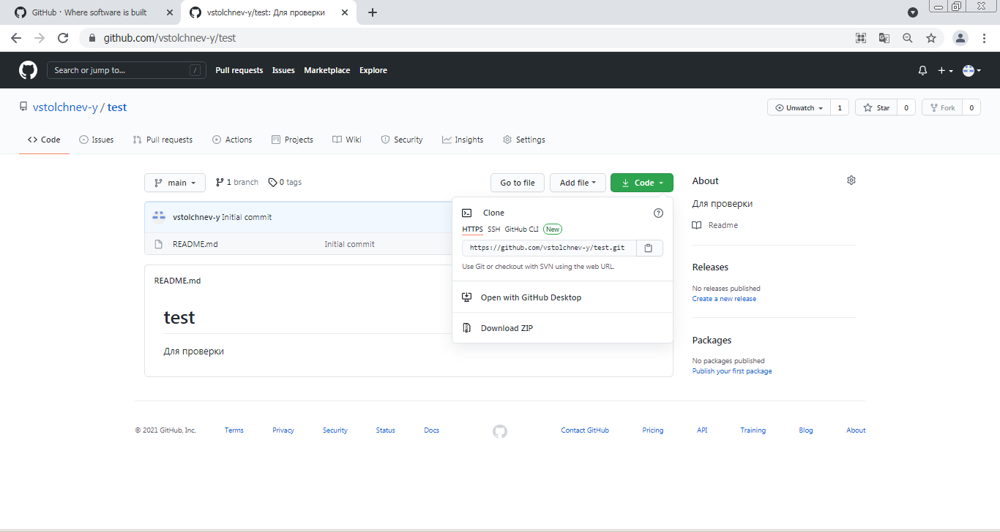 GitHub · Where software is built
vstolchnev-y/test: Для проверки
github.com/vstolchnev-y/test
Search or jump to... /
Pull requests Issues Marketplace Explore
vstolchnev-y / test
Unwatch 1 Star 0 Fork 0
Code Issues Pull requests Actions Projects Wiki Security Insights Settings
main 1 branch 0 tags Go to file Add file Code
vstolchnev-y Initial commit
README.md Initial commit
README.md
test
Для проверки
Clone
HTTPS SSH GitHub CLI New
https://github.com/vstolchnev-y/test.git
Use Git or checkout with SVN using the web URL.
Open with GitHub Desktop
Download ZIP
About
Для проверки
Readme
Releases
No releases published
Create a new release
Packages
No packages published
Publish your first package
© 2021 GitHub, Inc. Terms Privacy Security Status Docs Contact GitHub Pricing API Training Blog About